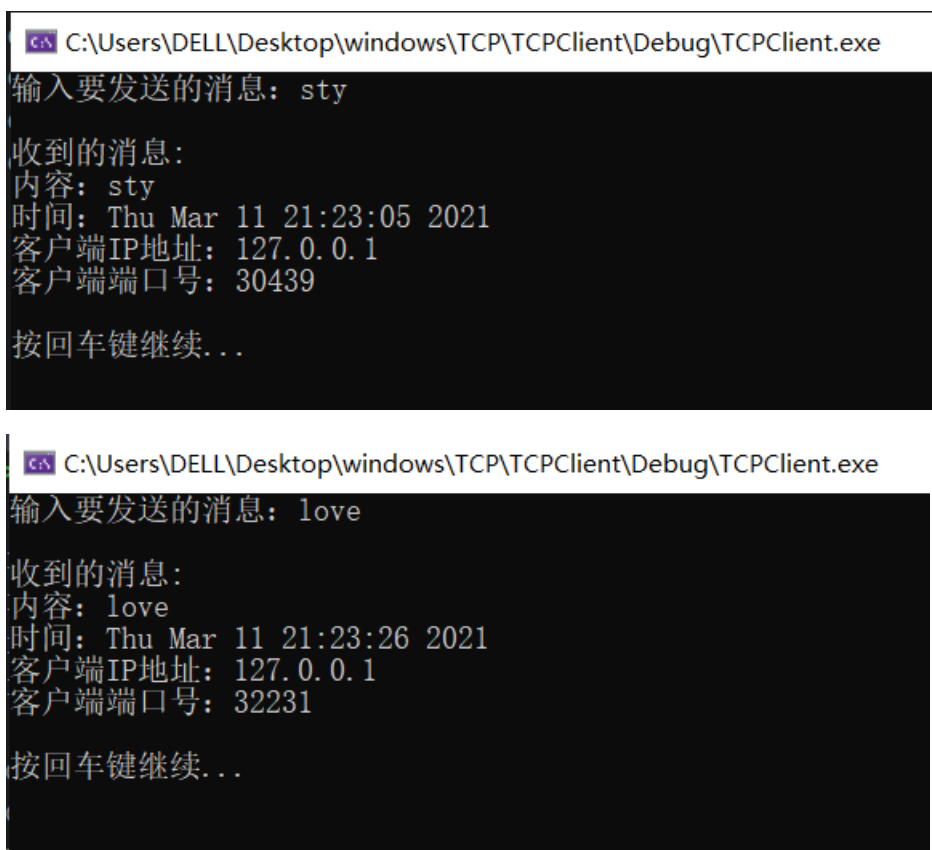 C:\Users\DELL\Desktop\windows\TCP\TCPClient\Debug\TCPClient.exe
输入要发送的消息：sty
收到的消息:
内容：sty
时间：Thu Mar 11 21:23:05 2021
客户端IP地址：127.0.0.1
客户端端口号：30439
按回车键继续...
C:\Users\DELL\Desktop\windows\TCP\TCPClient\Debug\TCPClient.exe
输入要发送的消息：love
收到的消息:
内容：love
时间：Thu Mar 11 21:23:26 2021
客户端IP地址：127.0.0.1
客户端端口号：32231
按回车键继续...